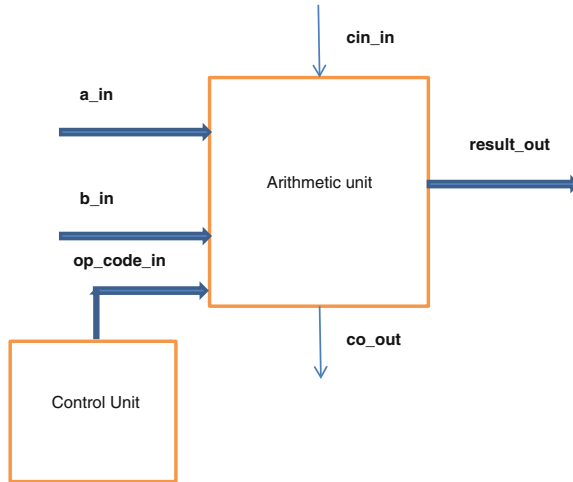 cin_in
a_in
result_out
Arithmetic unit
b_in
op_code_in
co_out
Control Unit